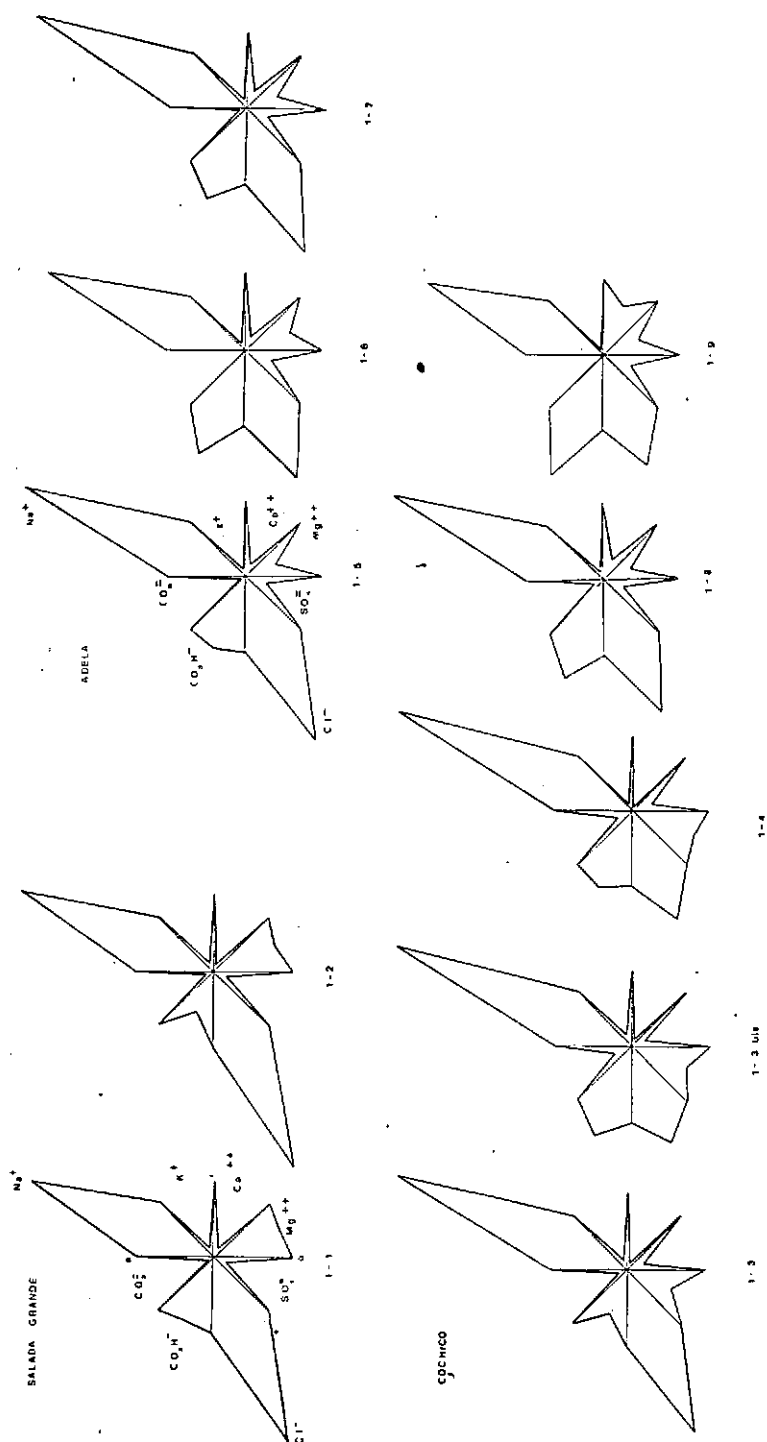 SALADA GRANDE
Na+
K+
CO3=
Ca++
CO3H-
Mg++
SO4=
Cl-
1-1
1-2
ADELA
Na+
K+
CO3=
Ca++
CO3H-
Mg++
SO4=
Cl-
1-5
1-6
1-7
COCHICO
1-3
1-3 bis
1-4
1-8
1-9